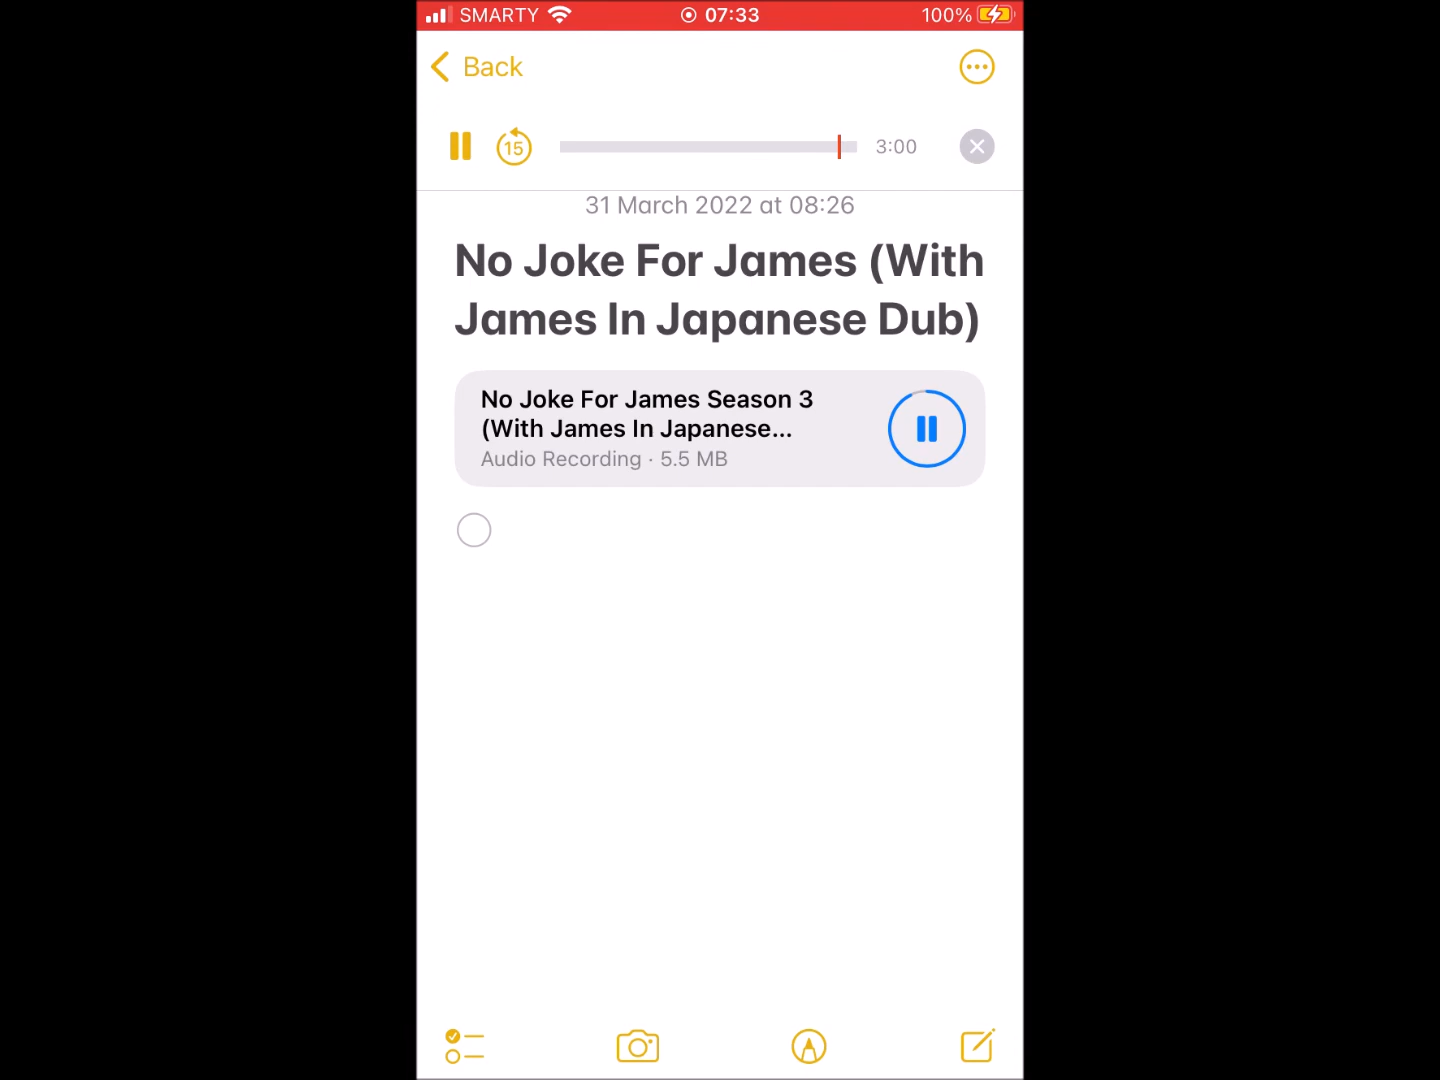 SMARTY 07:33 100%
Back
15 3:00
31 March 2022 at 08:26
No Joke For James (With
James In Japanese Dub)
No Joke For James Season 3
(With James In Japanese...
Audio Recording · 5.5 MB